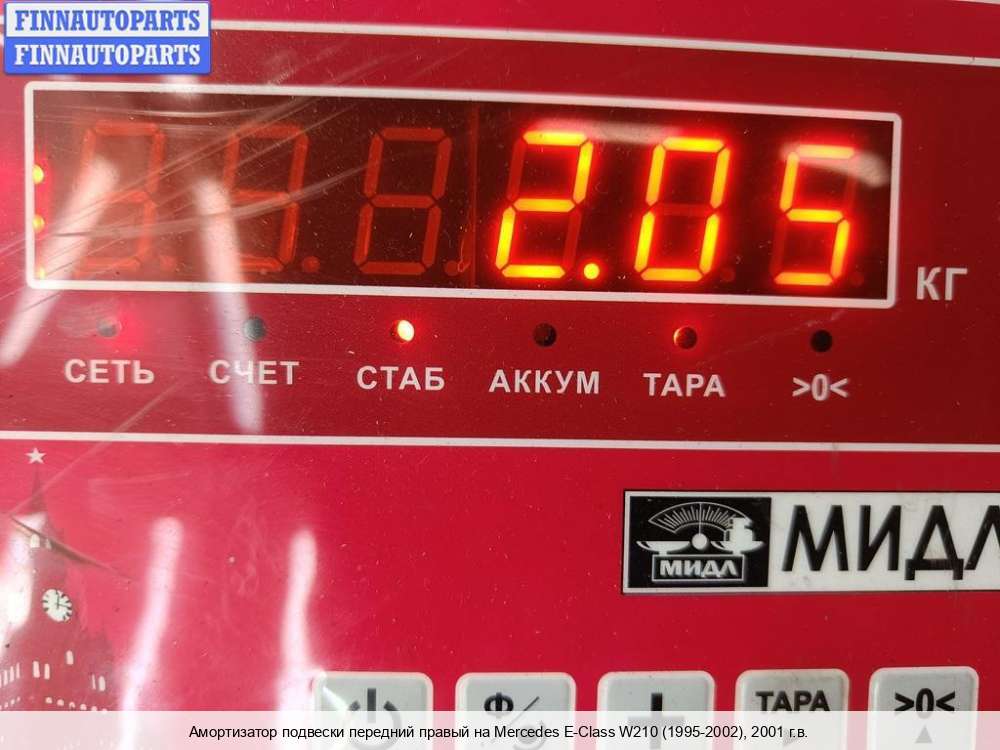 FINNAUTOPARTS
FINNAUTOPARTS
2.05
КГ
СЕТЬ СЧЕТ СТАБ АККУМ ТАРА >0<
МИДЛ
МИДЛ
Ф/g + ТАРА >0<
Амортизатор подвески передний правый на Mercedes E-Class W210 (1995-2002), 2001 г.в.